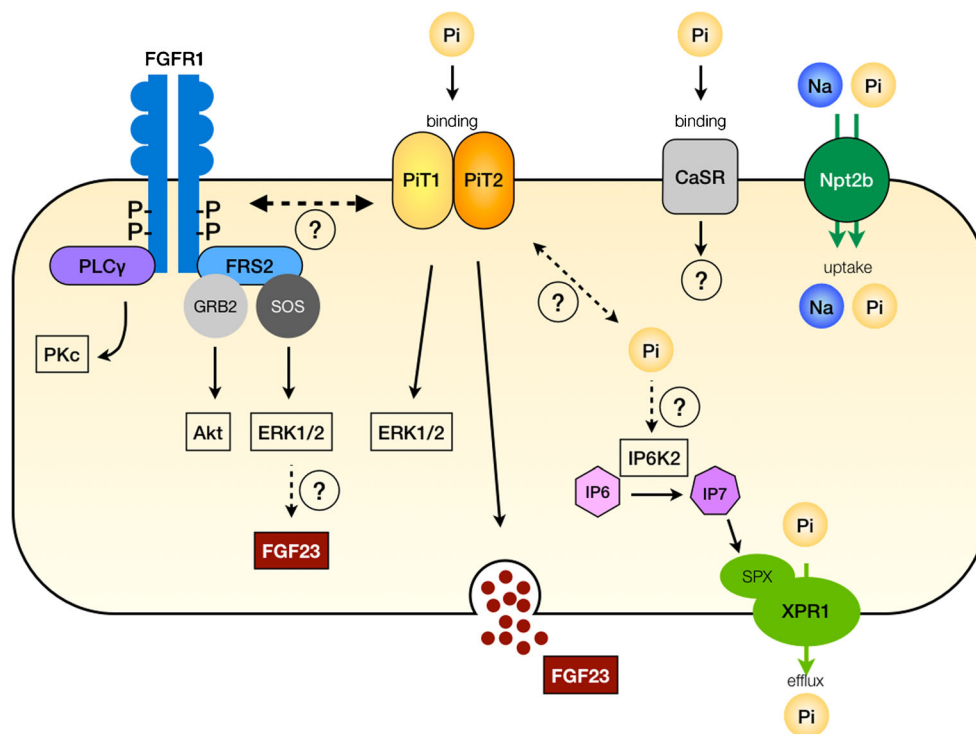 Pi
Pi
FGFR1
Na
Pi
binding
binding
PiT1
PiT2
CaSR
Npt2b
P-
-P
P-
-P
?
PLCγ
FRS2
uptake
?
?
GRB2
SOS
Na
Pi
PKc
Pi
?
Akt
ERK1/2
ERK1/2
IP6K2
?
IP6
IP7
Pi
FGF23
SPX
XPR1
FGF23
efflux
Pi